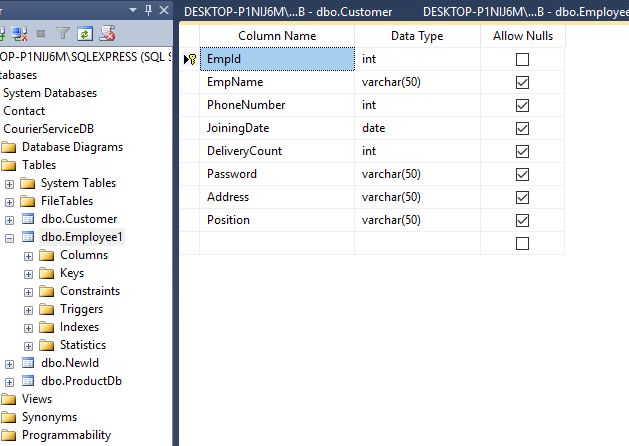 DESKTOP-P1NIJ6M\...B - dbo.Customer
DESKTOP-P1NIJ6M\...B - dbo.Employee
OP-P1NIJ6M\SQLEXPRESS (SQL S
tabases
System Databases
Contact
CourierServiceDB
Database Diagrams
Tables
System Tables
FileTables
dbo.Customer
dbo.Employee1
Columns
Keys
Constraints
Triggers
Indexes
Statistics
dbo.NewId
dbo.ProductDb
Views
Synonyms
Programmability
Column Name Data Type Allow Nulls
EmpId int
EmpName varchar(50)
PhoneNumber int
JoiningDate date
DeliveryCount int
Password varchar(50)
Address varchar(50)
Position varchar(50)